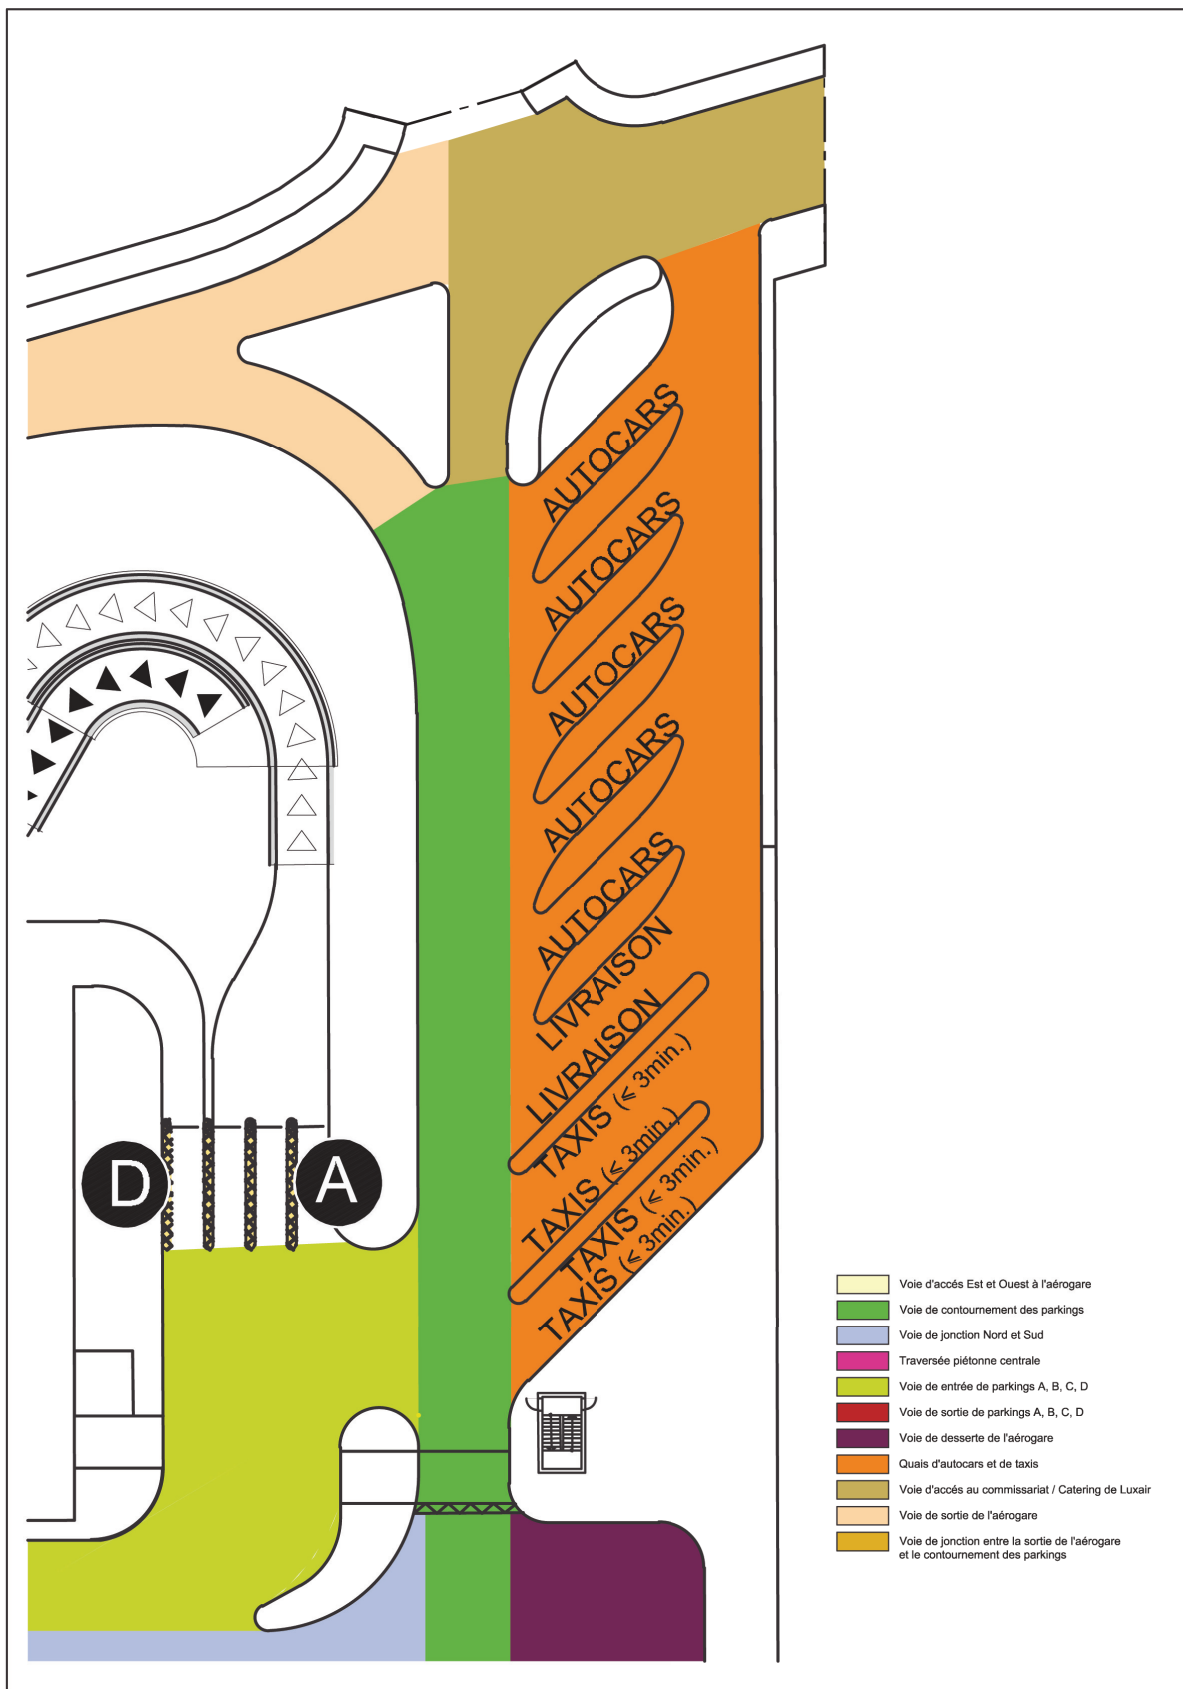 AUTOCARS
AUTOCARS
AUTOCARS
AUTOCARS
AUTOCARS
LIVRAISON
LIVRAISON
TAXIS (≤ 3min.)
TAXIS (≤ 3min.)
TAXIS (≤ 3min.)
TAXIS (≤ 3min.)
D
A
Voie d'accés Est et Ouest à l'aérogare
Voie de contournement des parkings
Voie de jonction Nord et Sud
Traversée piétonne centrale
Voie de entrée de parkings A, B, C, D
Voie de sortie de parkings A, B, C, D
Voie de desserte de l'aérogare
Quais d'autocars et de taxis
Voie d'accés au commissariat / Catering de Luxair
Voie de sortie de l'aérogare
Voie de jonction entre la sortie de l'aérogare
et le contournement des parkings